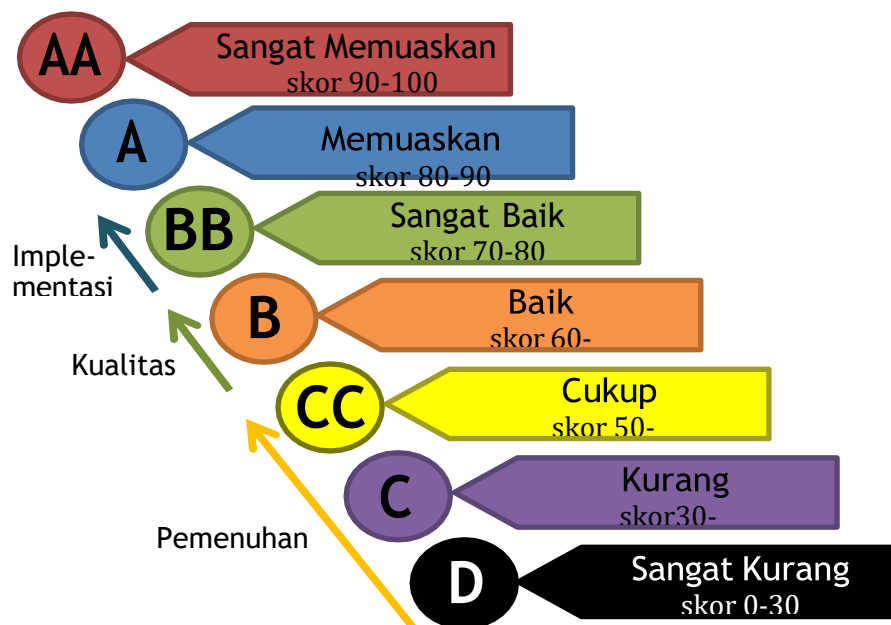 AA
Sangat Memuaskan
skor 90-100
A
Memuaskan
skor 80-90
BB
Sangat Baik
skor 70-80
Imple-
mentasi
B
Baik
skor 60-
Kualitas
CC
Cukup
skor 50-
C
Kurang
skor30-
Pemenuhan
D
Sangat Kurang
skor 0-30